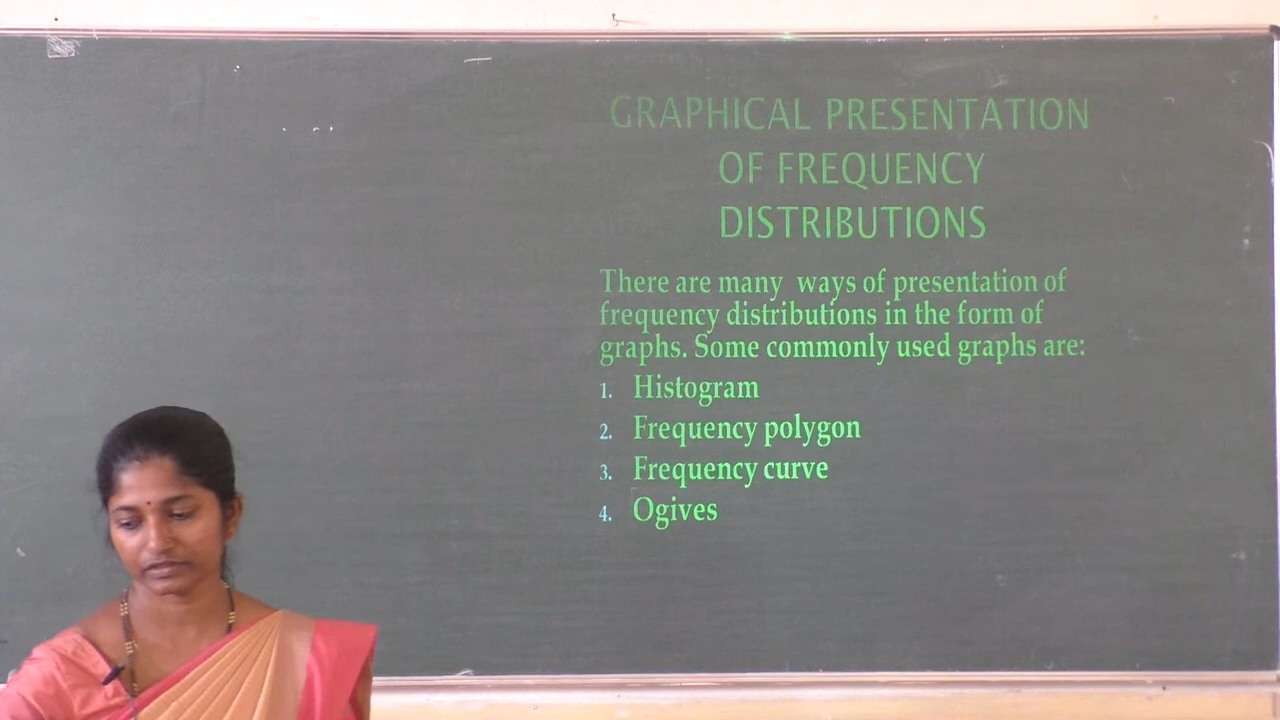 GRAPHICAL PRESENTATION
OF FREQUENCY
DISTRIBUTIONS
There are many ways of presentation of
frequency distributions in the form of
graphs. Some commonly used graphs are:
1. Histogram
2. Frequency polygon
3. Frequency curve
4. Ogives